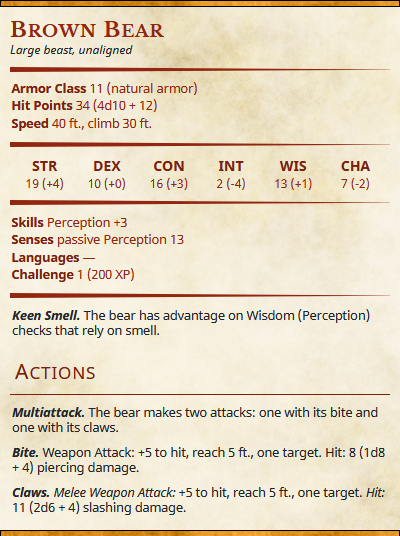 BROWN BEAR
Large beast, unaligned
Armor Class 11 (natural armor)
Hit Points 34 (4d10 + 12)
Speed 40 ft., climb 30 ft.
STR DEX CON INT WIS CHA
19 (+4) 10 (+0) 16 (+3) 2 (-4) 13 (+1) 7 (-2)
Skills Perception +3
Senses passive Perception 13
Languages —
Challenge 1 (200 XP)
Keen Smell. The bear has advantage on Wisdom (Perception)
checks that rely on smell.
ACTIONS
Multiattack. The bear makes two attacks: one with its bite and
one with its claws.
Bite. Weapon Attack: +5 to hit, reach 5 ft., one target. Hit: 8 (1d8
+ 4) piercing damage.
Claws. Melee Weapon Attack: +5 to hit, reach 5 ft., one target. Hit:
11 (2d6 + 4) slashing damage.